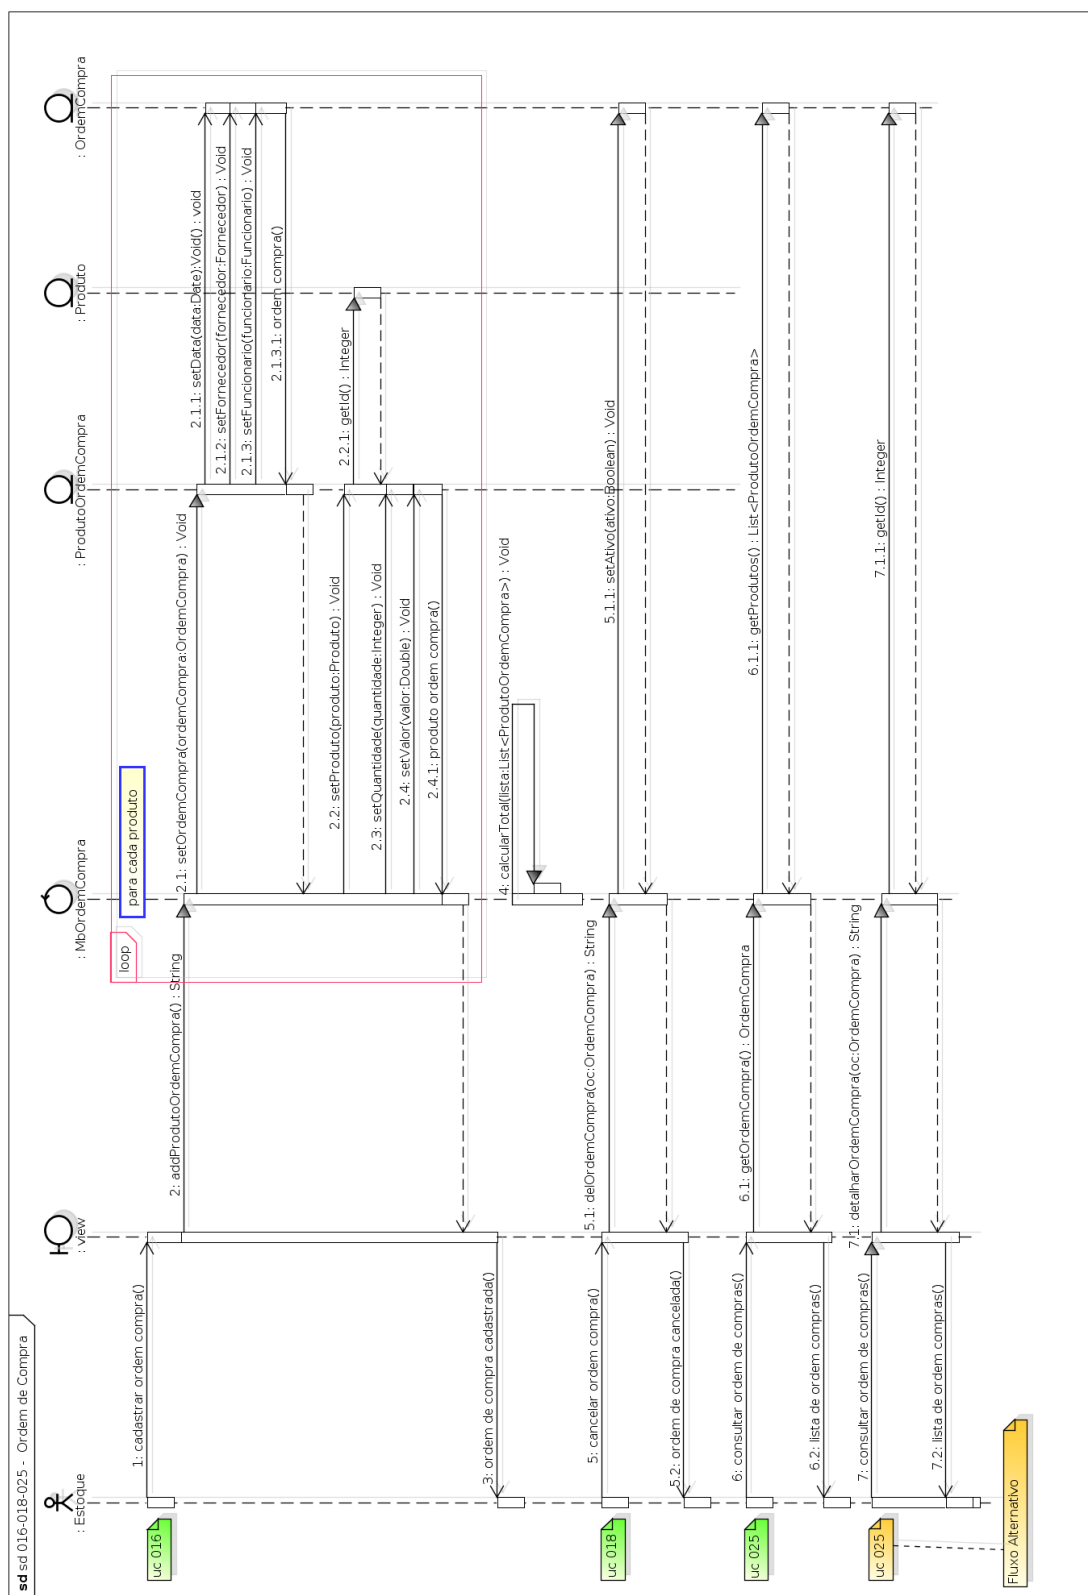 sd sd 016-018-025 - Ordem de Compra
: Estoque
: view
: MbOrdemCompra
: ProdutoOrdemCompra
: Produto
: OrdemCompra
loop
para cada produto
uc 016
1: cadastrar ordem compra()
2: addProdutoOrdemCompra() : String
2.1: setOrdemCompra(ordemCompra:OrdemCompra) : Void
2.1.1: setData(data:Date):Void() : void
2.1.2: setFornecedor(fornecedor:Fornecedor) : Void
2.1.3: setFuncionario(funcionario:Funcionario) : Void
2.1.3.1: ordem compra()
2.2: setProduto(produto:Produto) : Void
2.2.1: getId() : Integer
2.3: setQuantidade(quantidade:Integer) : Void
2.4: setValor(valor:Double) : Void
2.4.1: produto ordem compra()
3: ordem de compra cadastrada()
4: calcularTotal(lista:List<ProdutoOrdemCompra>) : Void
uc 018
5: cancelar ordem compra()
5.1: delOrdemCompra(oc:OrdemCompra) : String
5.1.1: setAtivo(ativo:Boolean) : Void
5.2: ordem de compra cancelada()
uc 025
6: consultar ordem de compras()
6.1: getOrdemCompra() : OrdemCompra
6.1.1: getProdutos() : List<ProdutoOrdemCompra>
6.2: lista de ordem compras()
uc 025
7: consultar ordem de compras()
7.1: detalharOrdemCompra(oc:OrdemCompra) : String
7.1.1: getId() : Integer
7.2: lista de ordem compras()
Fluxo Alternativo